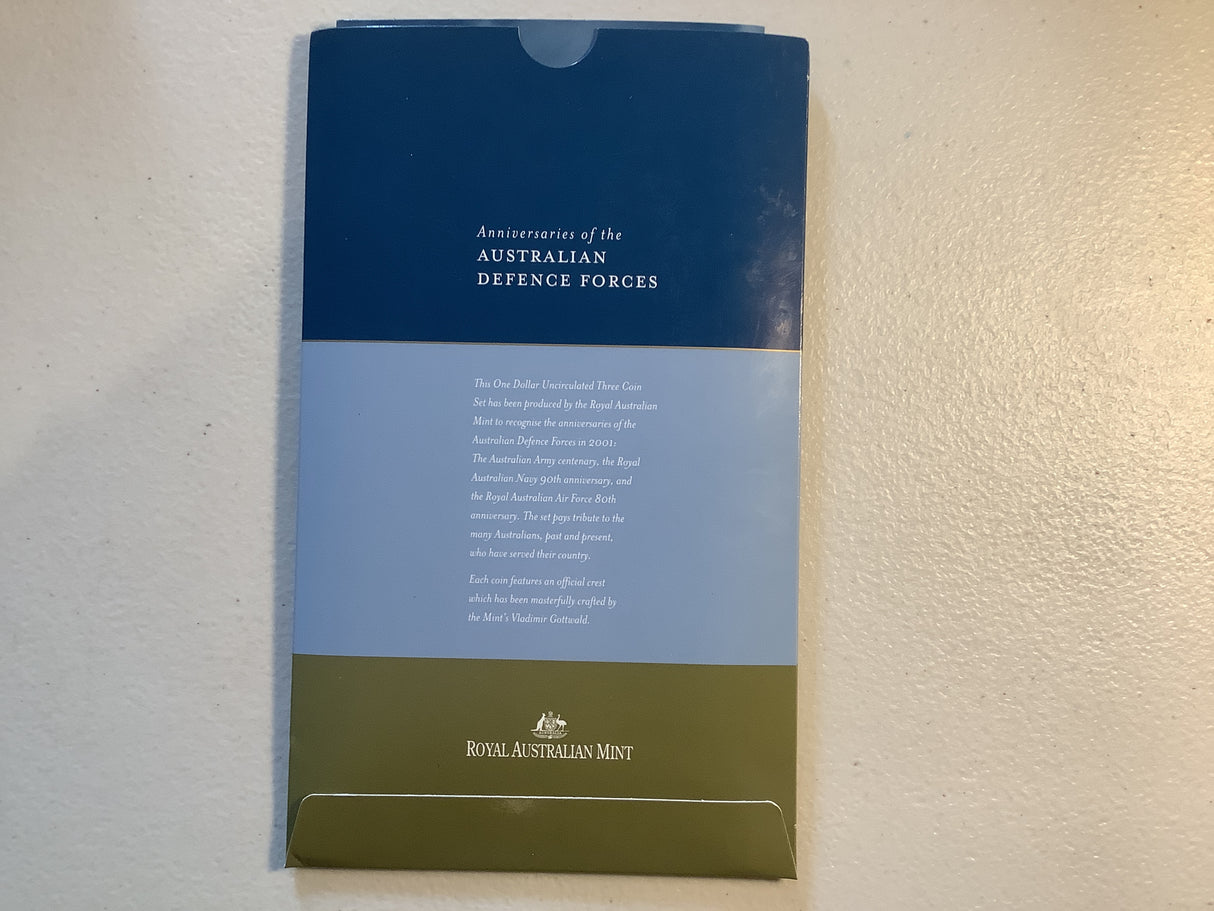 Anniversaries of the
AUSTRALIAN
DEFENCE FORCES
This One Dollar Uncirculated Three Coin
Set has been produced by the Royal Australian
Mint to recognise the anniversaries of the
Australian Defence Forces in 2001:
The Australian Army centenary, the Royal
Australian Navy 90th anniversary, and
the Royal Australian Air Force 80th
anniversary. The set pays tribute to the
many Australians, past and present,
who have served their country.
Each coin features an official crest
which has been masterfully crafted by
the Mint's Vladimir Gottwald.
ROYAL AUSTRALIAN MINT